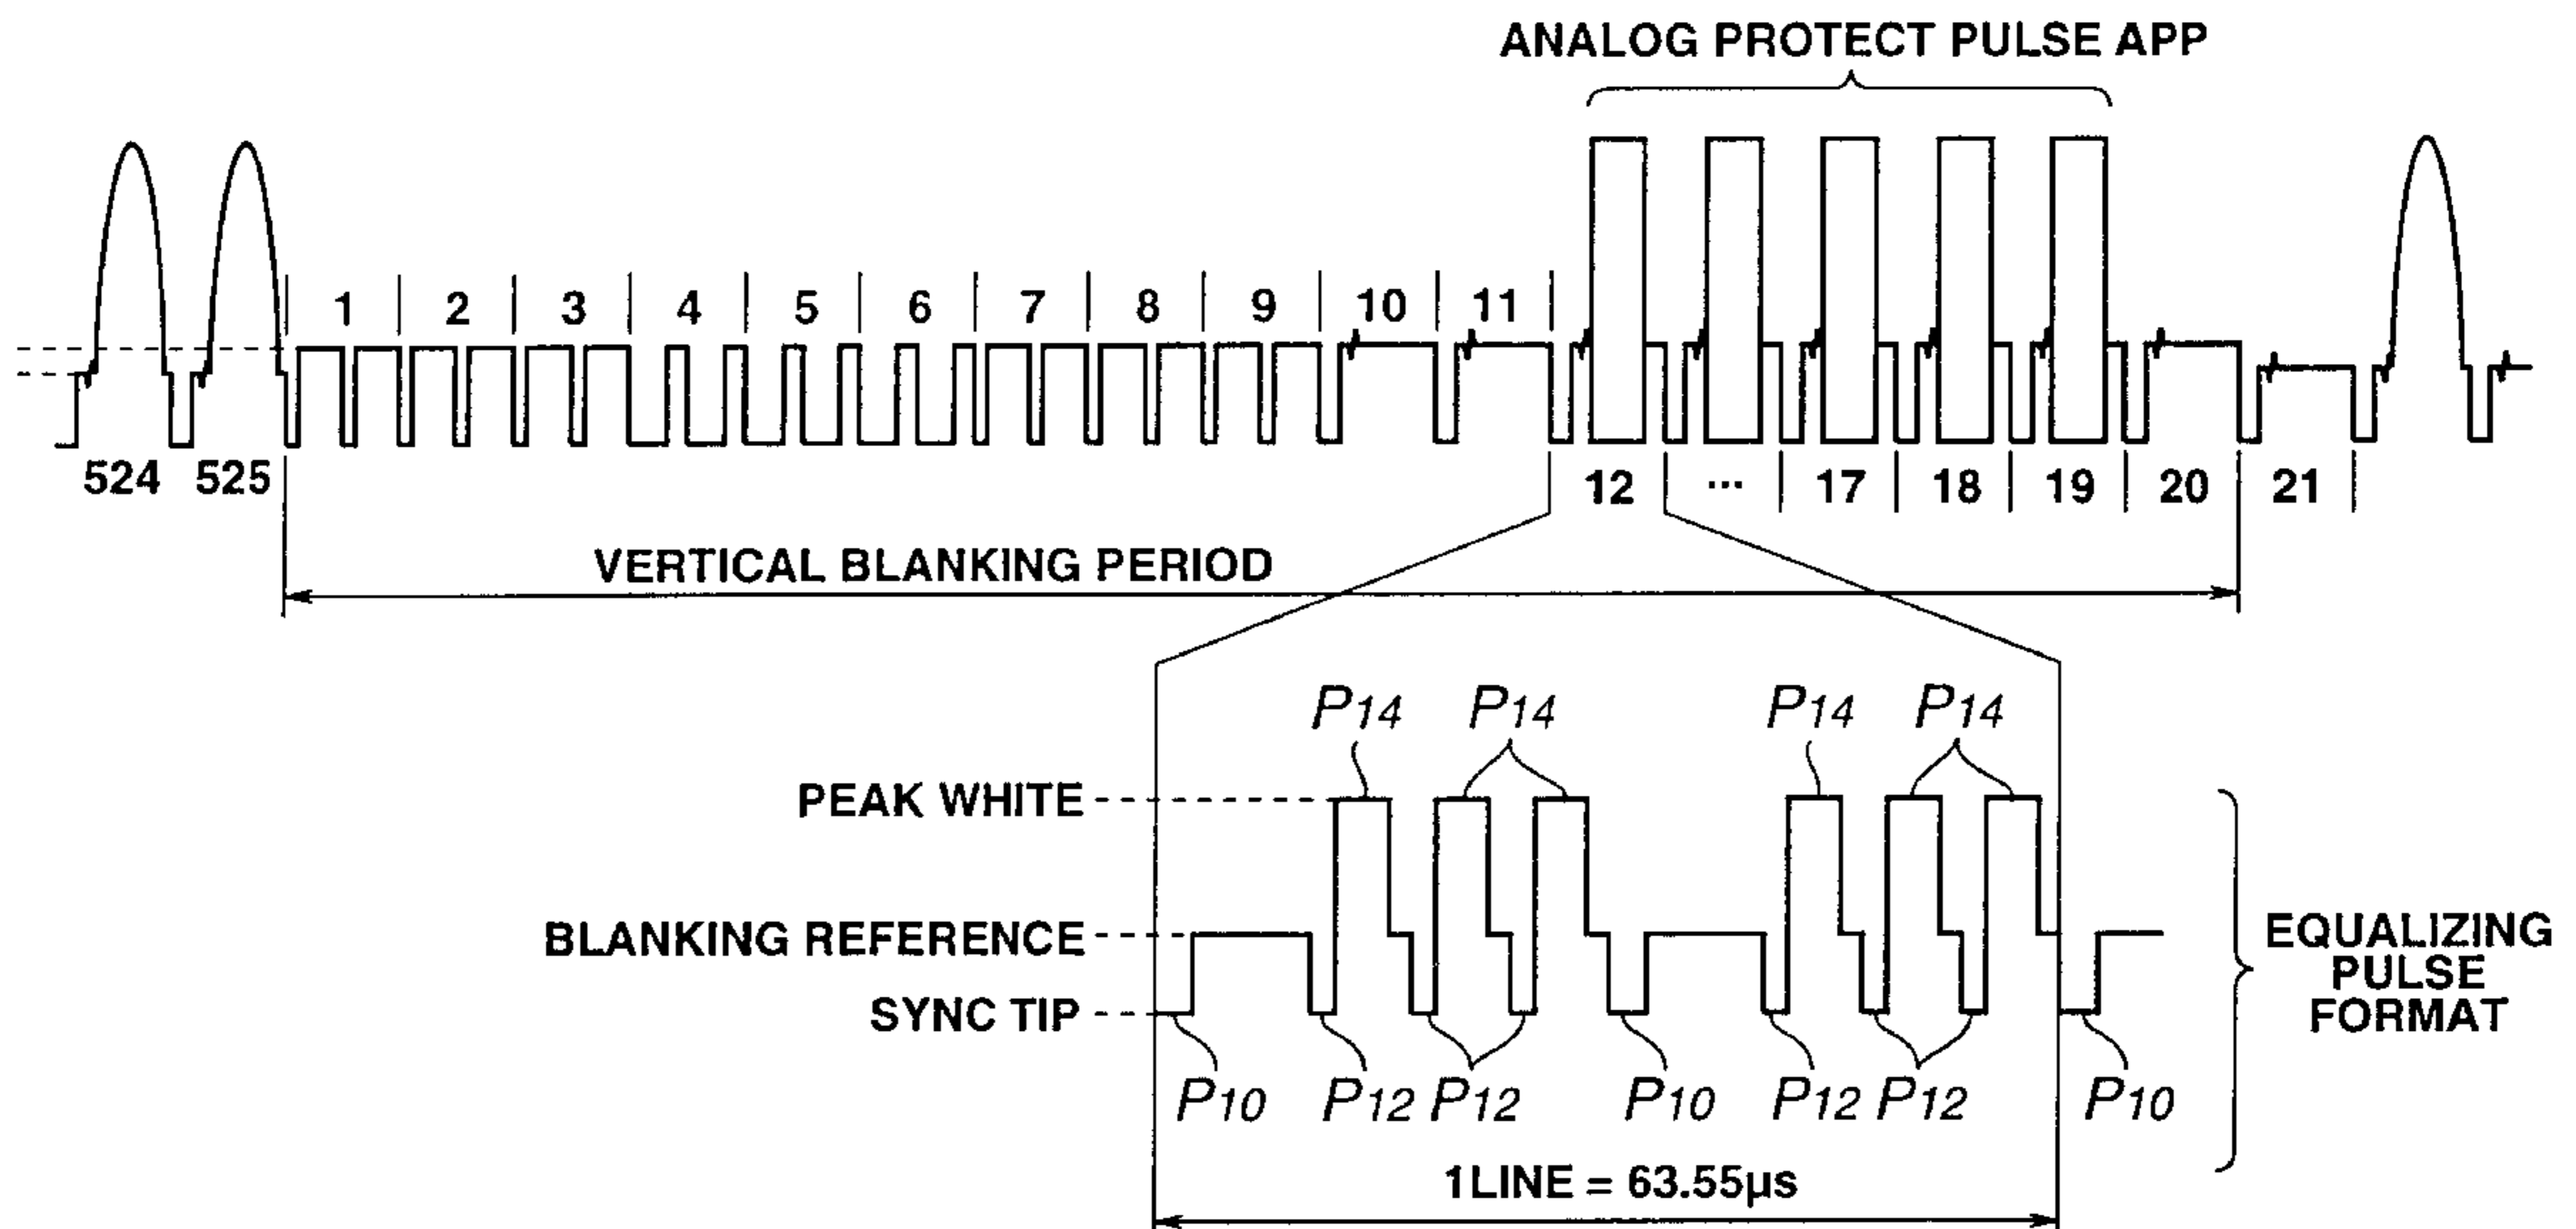 ANALOG PROTECT PULSE APP
1 2 3 4 5 6 7 8 9 10 11
524 525 12 ... 17 18 19 20 21
VERTICAL BLANKING PERIOD
P14 P14 P14 P14
PEAK WHITE
BLANKING REFERENCE
SYNC TIP
EQUALIZING
PULSE
FORMAT
P10 P12 P12 P10 P12 P12 P10
1LINE = 63.55µs